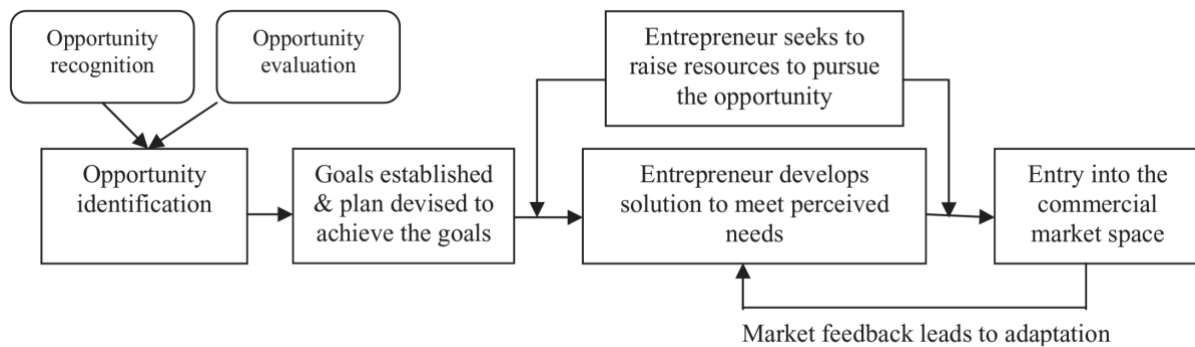 Opportunity
recognition
Opportunity
evaluation
Entrepreneur seeks to
raise resources to pursue
the opportunity
Opportunity
identification
Goals established
& plan devised to
achieve the goals
Entrepreneur develops
solution to meet perceived
needs
Entry into the
commercial
market space
Market feedback leads to adaptation